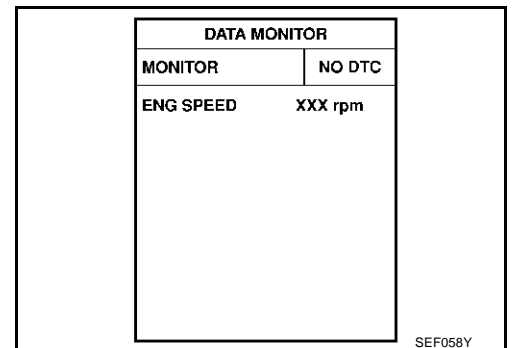 DATA MONITOR
MONITOR NO DTC
ENG SPEED XXX rpm
SEF058Y